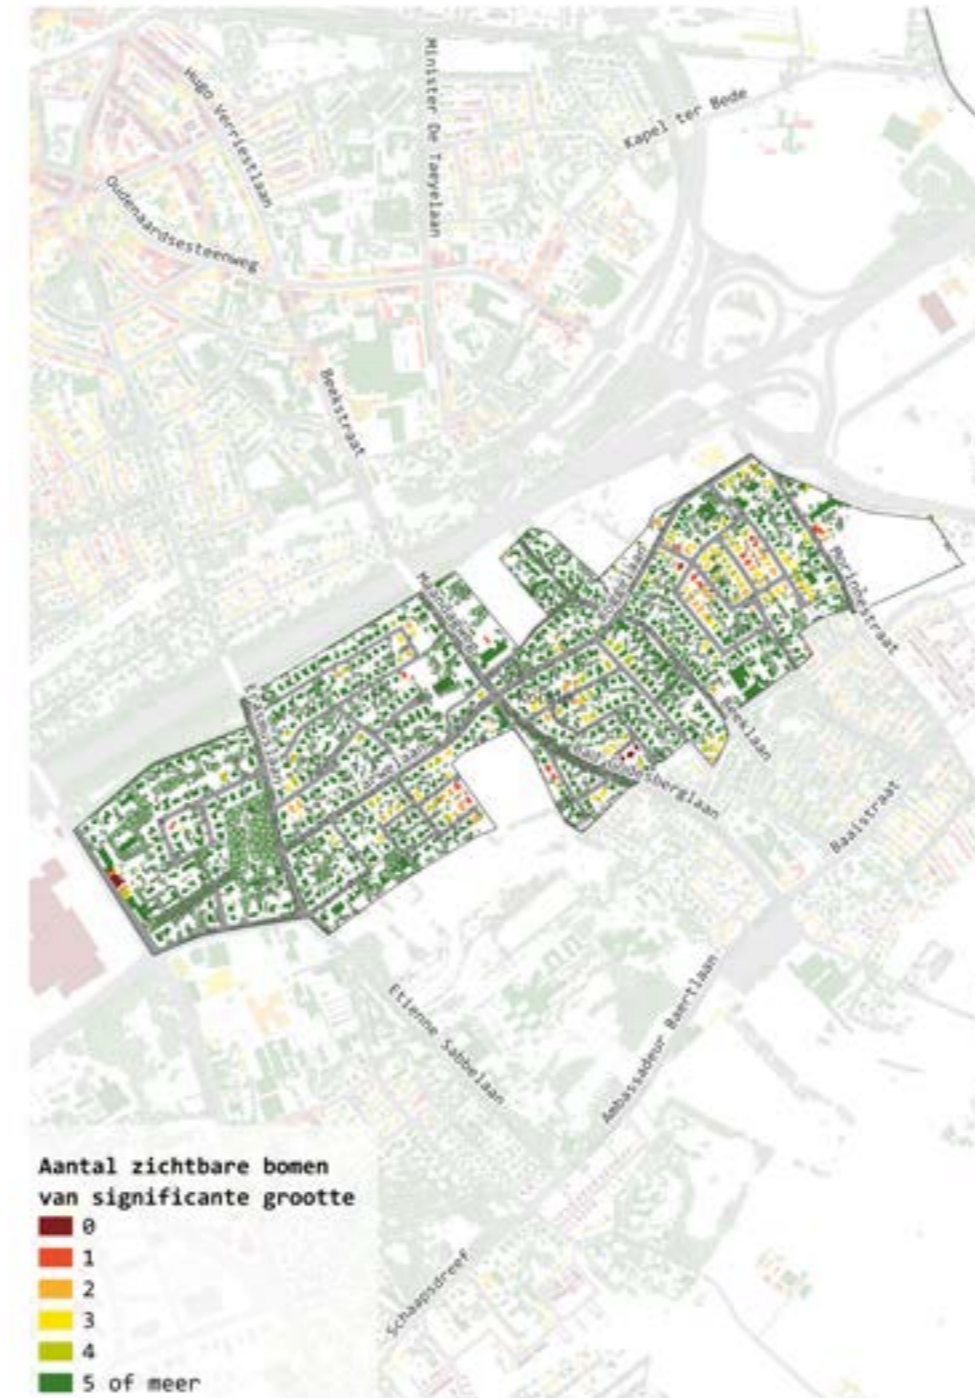 Hugo Verriestlaan
Minister De Taeyelaan
Kapel ter Bede
Oudenaardsesteenweg
Beekstraat
Morinnestraat
Beeklaan
Baalstraat
Etienne Sabbelaan
Ambassadeur Baertlaan
Schaapsdreef
Aantal zichtbare bomen
van significante grootte
0
1
2
3
4
5 of meer